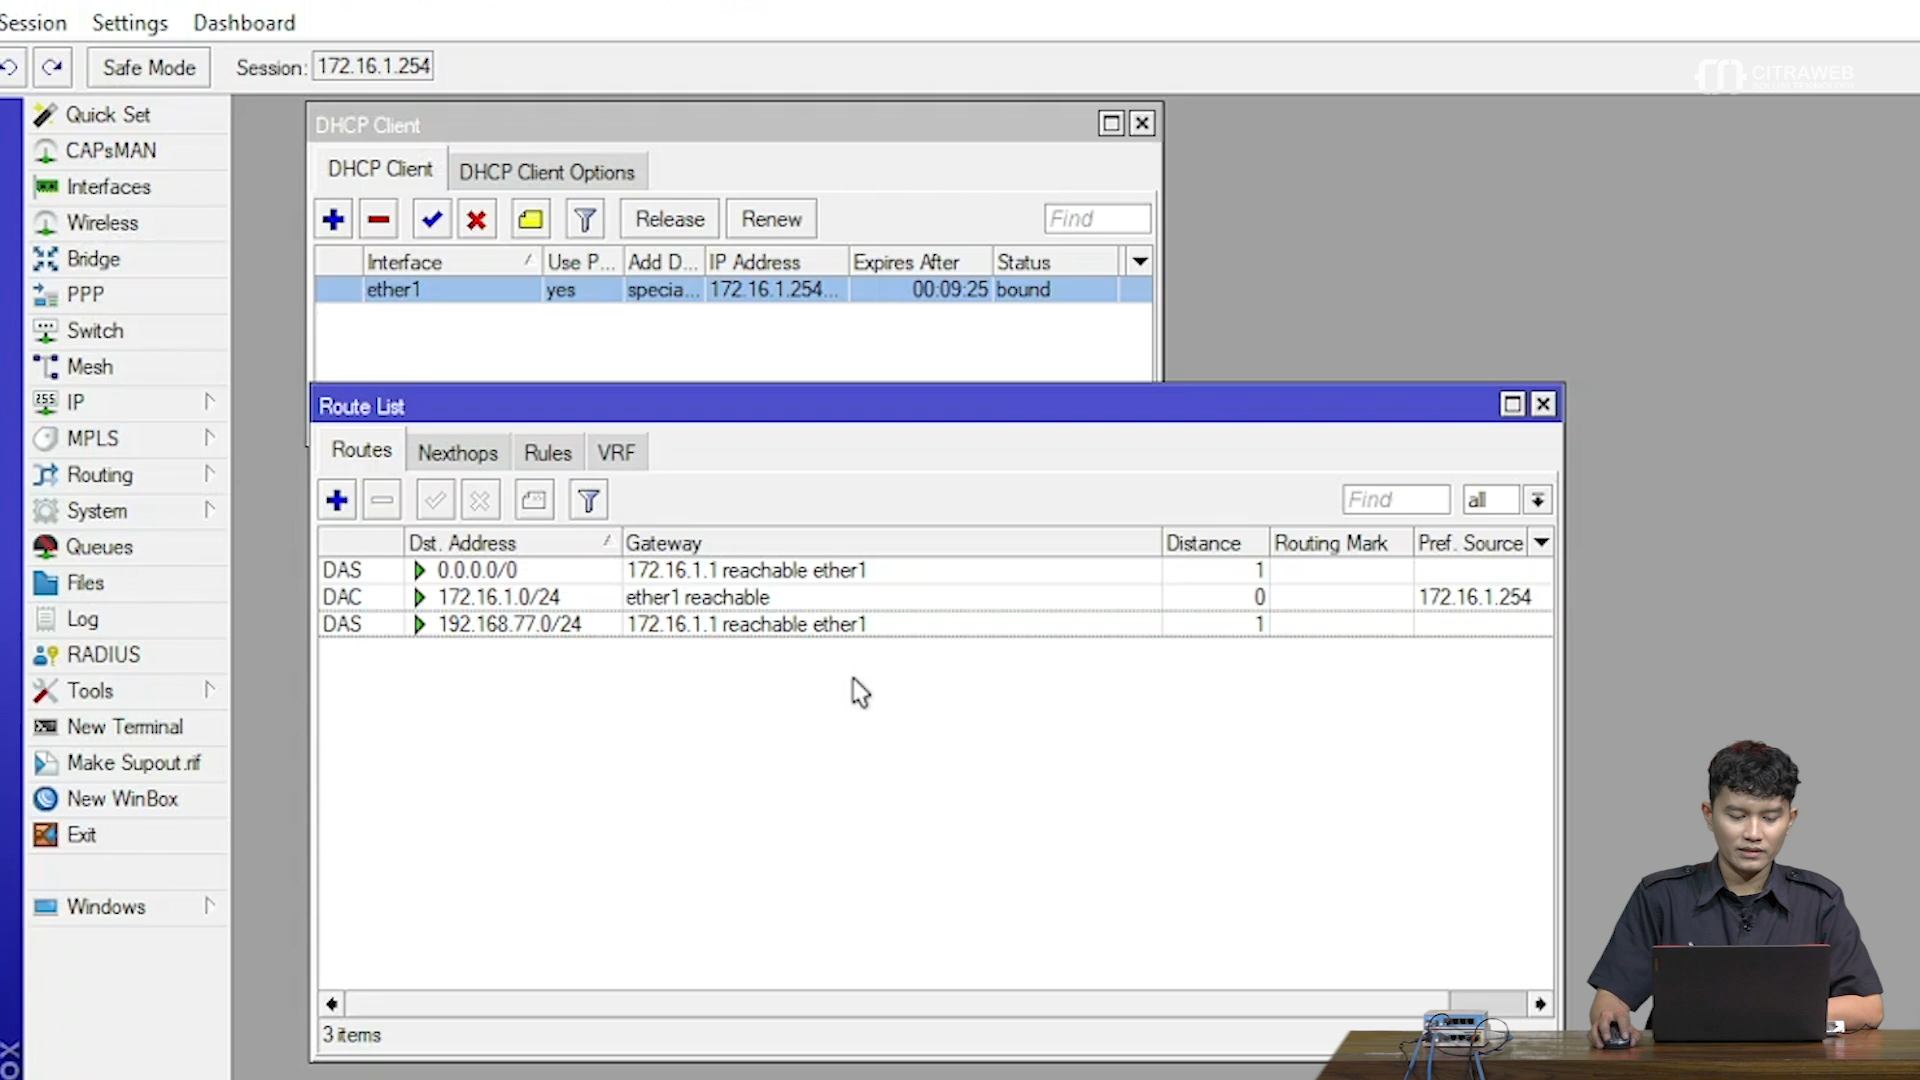 Session Settings Dashboard
Safe Mode Session: 172.16.1.254
CITRAWEB
Quick Set
CAPsMAN
Interfaces
Wireless
Bridge
PPP
Switch
Mesh
IP
MPLS
Routing
System
Queues
Files
Log
RADIUS
Tools
New Terminal
Make Supout.rif
New WinBox
Exit
Windows
DHCP Client
DHCP Client DHCP Client Options
Release Renew Find
Interface Use P... Add D... IP Address Expires After Status
ether1 yes specia... 172.16.1.254... 00:09:25 bound
Route List
Routes Nexthops Rules VRF
Find all
Dst. Address Gateway Distance Routing Mark Pref. Source
DAS 0.0.0.0/0 172.16.1.1 reachable ether1 1
DAC 172.16.1.0/24 ether1 reachable 0 172.16.1.254
DAS 192.168.77.0/24 172.16.1.1 reachable ether1 1
3 items